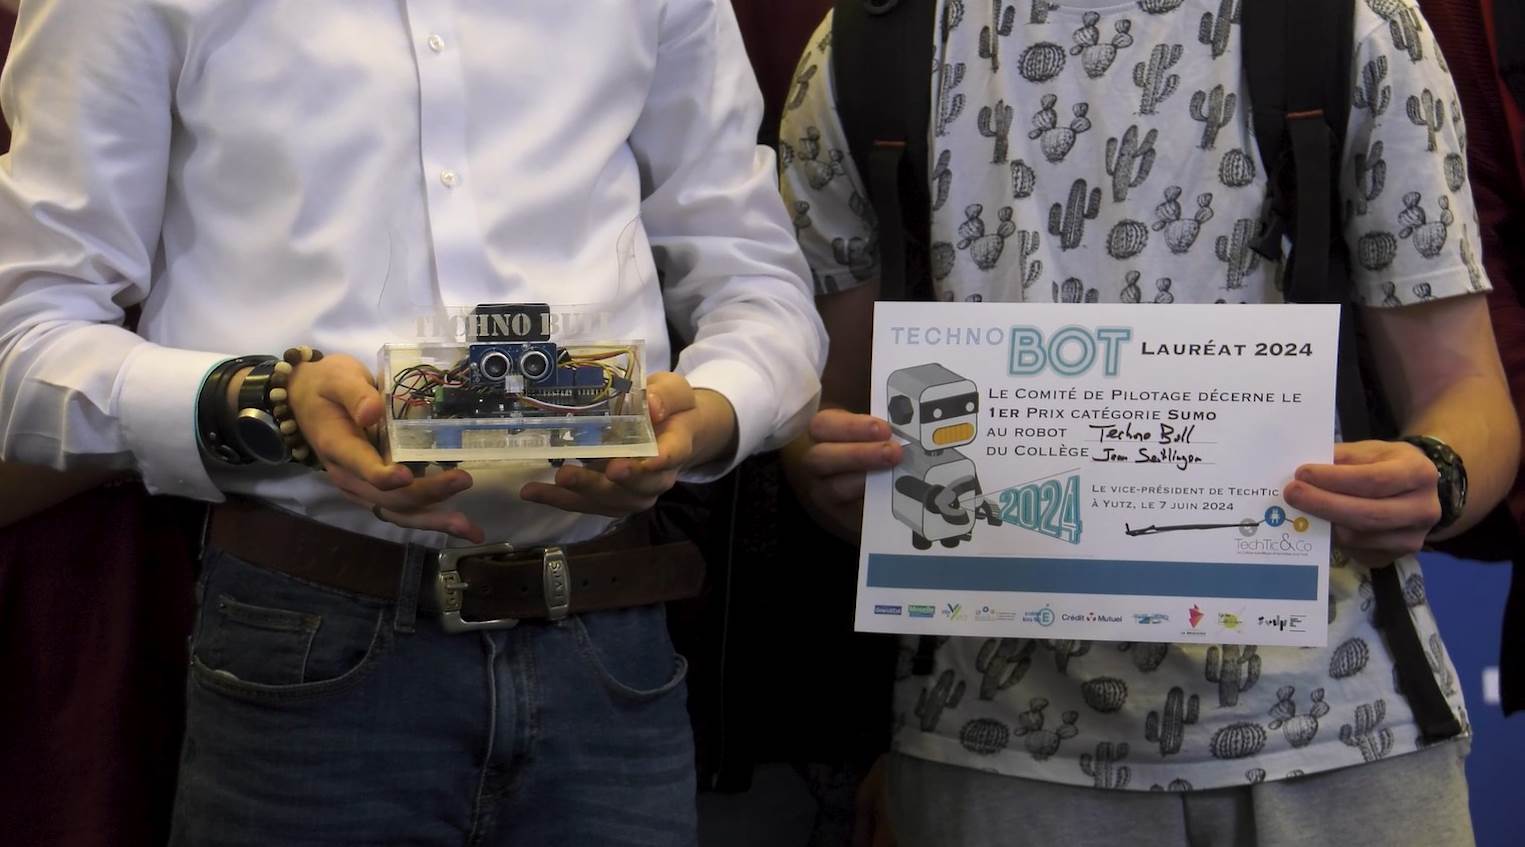 TECHNO BULL
LEVI'S
TECHNO BOT LAURÉAT 2024
LE COMITÉ DE PILOTAGE DÉCERNE LE
1ER PRIX CATÉGORIE SUMO
AU ROBOT Techno Bull
DU COLLÈGE Jean Seitlinger
2024
LE VICE-PRÉSIDENT DE TECHTIC
À YUTZ, LE 7 JUIN 2024
TechTic&Co
Crédit Mutuel